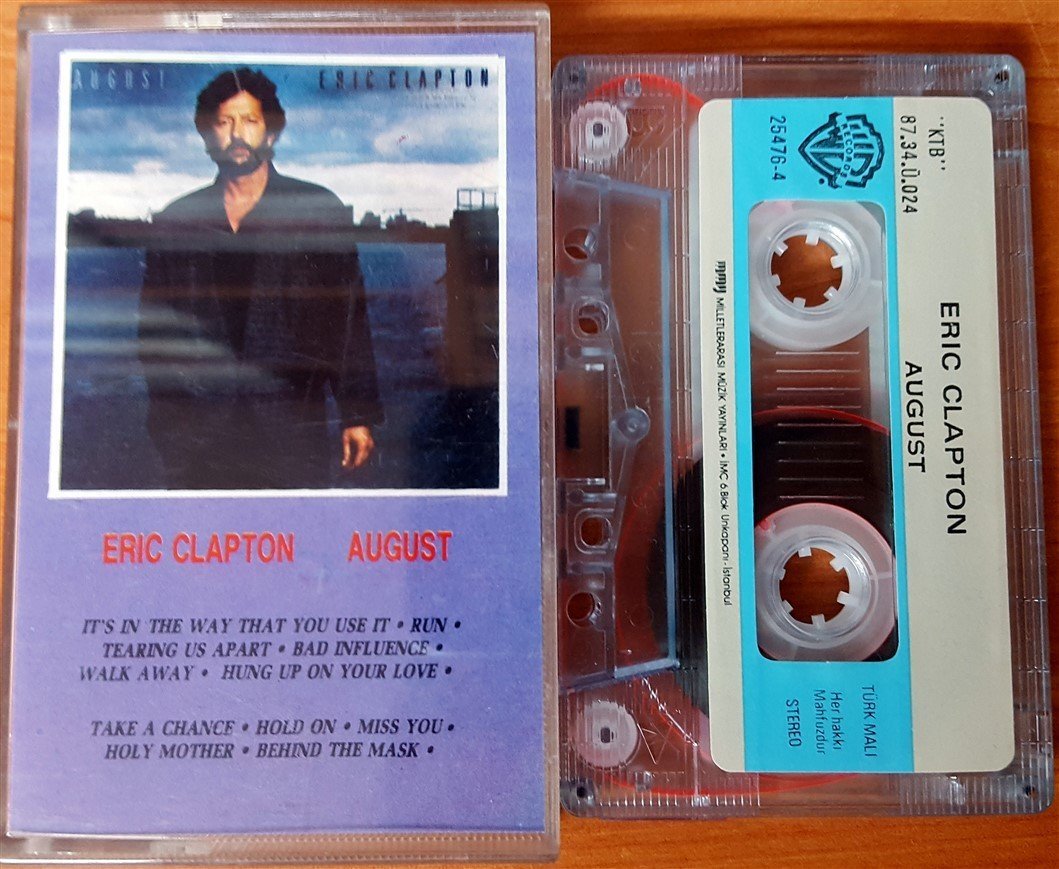 AUGUST ERIC CLAPTON
ERIC CLAPTON AUGUST
IT'S IN THE WAY THAT YOU USE IT • RUN •
TEARING US APART • BAD INFLUENCE •
WALK AWAY • HUNG UP ON YOUR LOVE •
TAKE A CHANCE • HOLD ON • MISS YOU •
HOLY MOTHER • BEHIND THE MASK •
"KTB"
87.34.Ü.024
ERIC CLAPTON
AUGUST
RECORDS
25476-4
MİLLETLERARASI MÜZİK YAYINLARI • İMC 6.Blok Unkapanı - İstanbul
TÜRK MALI
Her hakkı
Mahfuzdur
STEREO